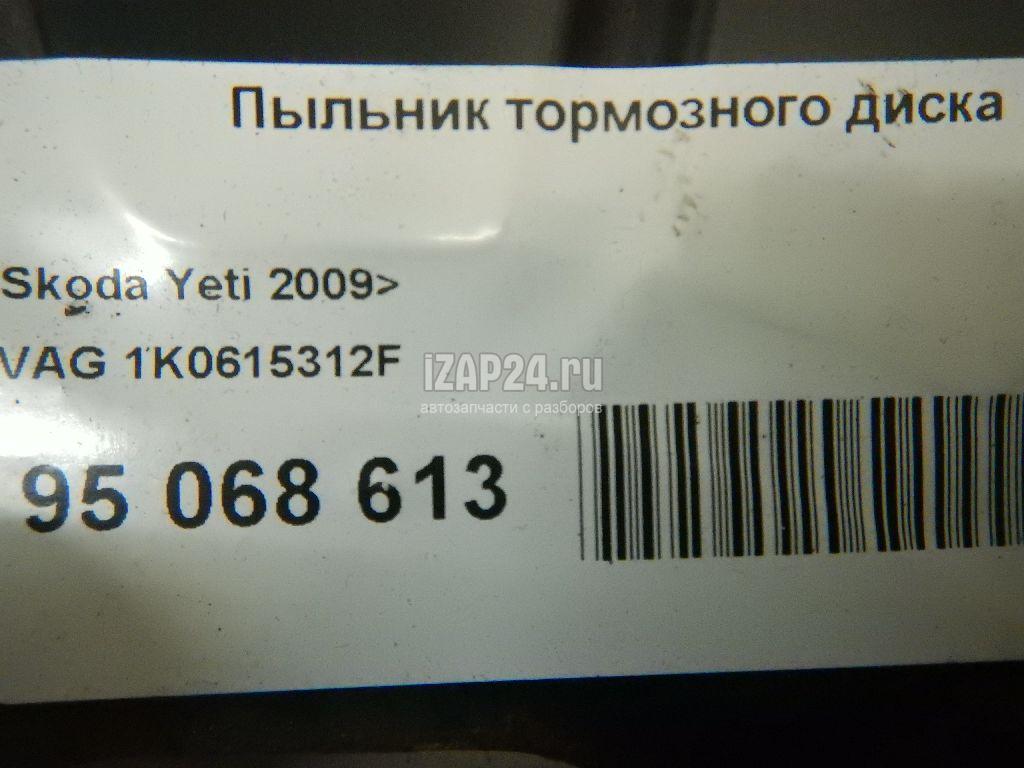 Пыльник тормозного диска
Skoda Yeti 2009>
VAG 1K0615312F
iZAP24.ru
автозапчасти с разборов
95 068 613